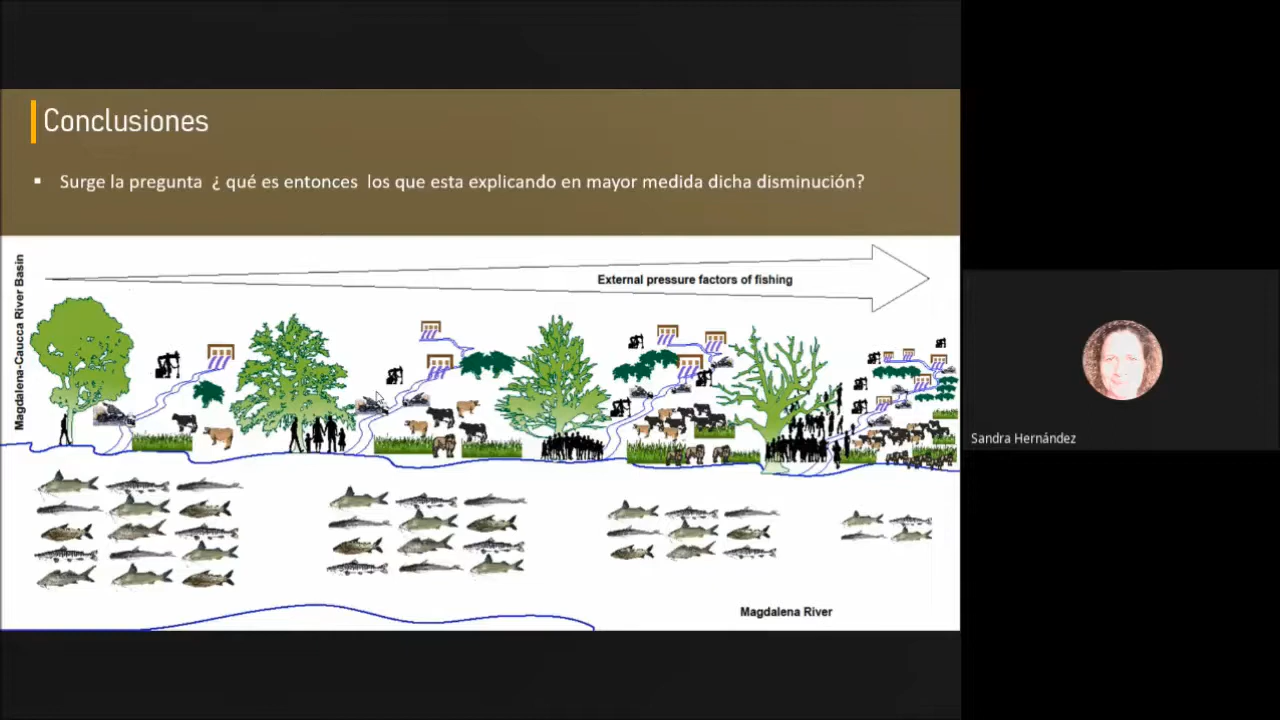 Conclusiones
▪ Surge la pregunta ¿ qué es entonces los que esta explicando en mayor medida dicha disminución?
Magdalena-Caucca River Basin
External pressure factors of fishing
Magdalena River
Sandra Hernández